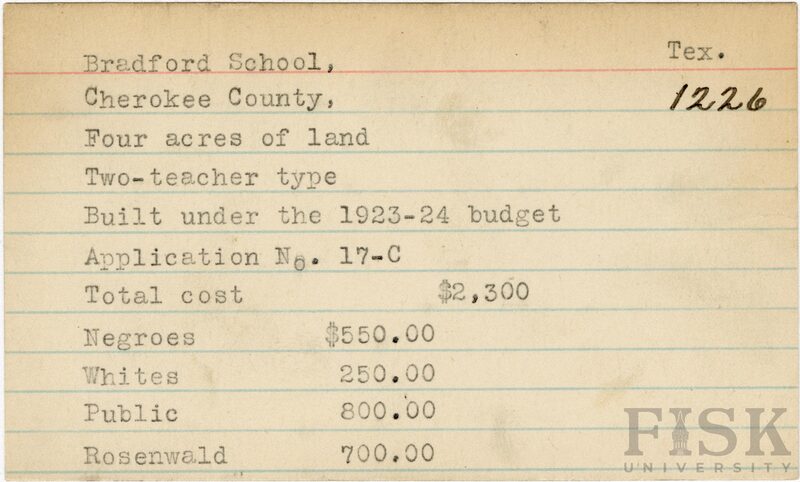 Bradford School, Tex.
Cherokee County, 1226
Four acres of land
Two-teacher type
Built under the 1923-24 budget
Application No. 17-C
Total cost $2,300
Negroes $550.00
Whites 250.00
Public 800.00
Rosenwald 700.00
FISK
UNIVERSITY